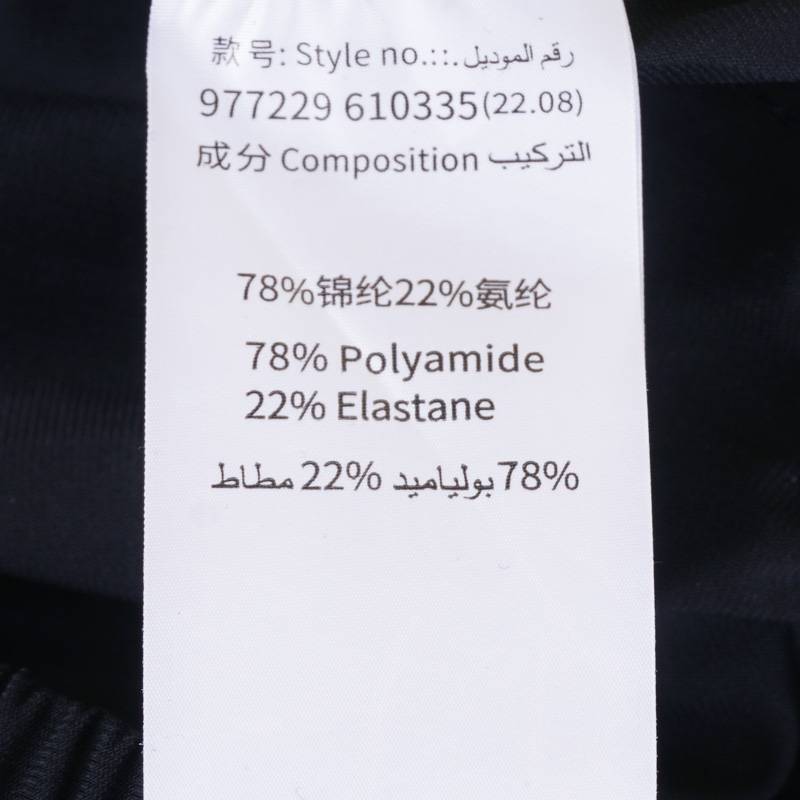 款号: Style no.::.رقم الموديل
977229 610335(22.08)
成分 Composition التركيب
78%锦纶22%氨纶
78% Polyamide
22% Elastane
78% بولياميد 22% مطاط